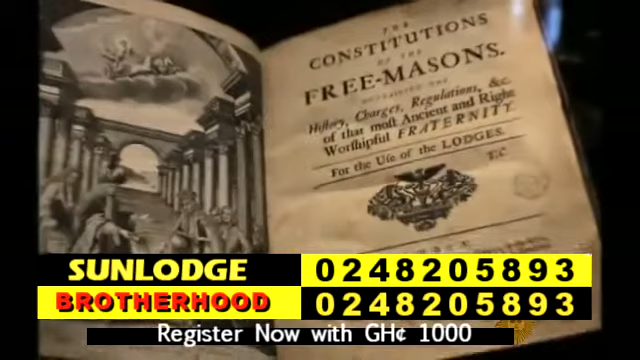 THE
CONSTITUTIONS
OF THE
FREE-MASONS.
CONTAINING THE
Hiſtory, Charges, Regulations, &c.
of that moſt Ancient and Right
Worſhipful FRATERNITY.
For the Uſe of the LODGES.
SUNLODGE 0248205893
BROTHERHOOD 0248205893
Register Now with GH¢ 1000